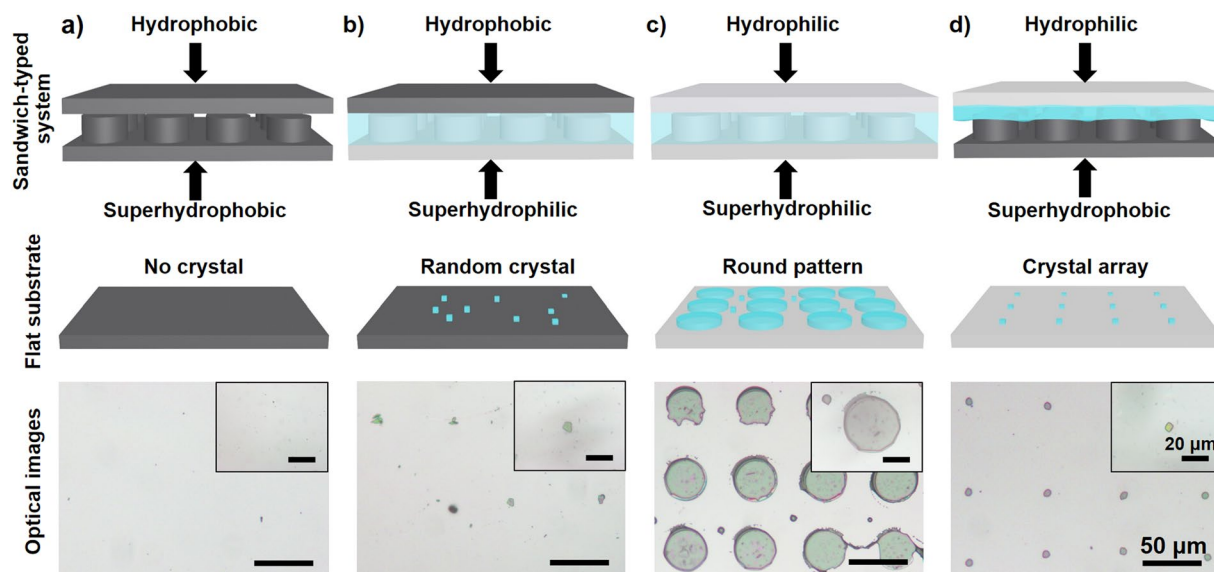 a) Hydrophobic
b) Hydrophobic
c) Hydrophilic
d) Hydrophilic
Sandwich-typed
system
Superhydrophobic
Superhydrophilic
Superhydrophilic
Superhydrophobic
Flat substrate
No crystal
Random crystal
Round pattern
Crystal array
Optical images
20 μm
50 μm